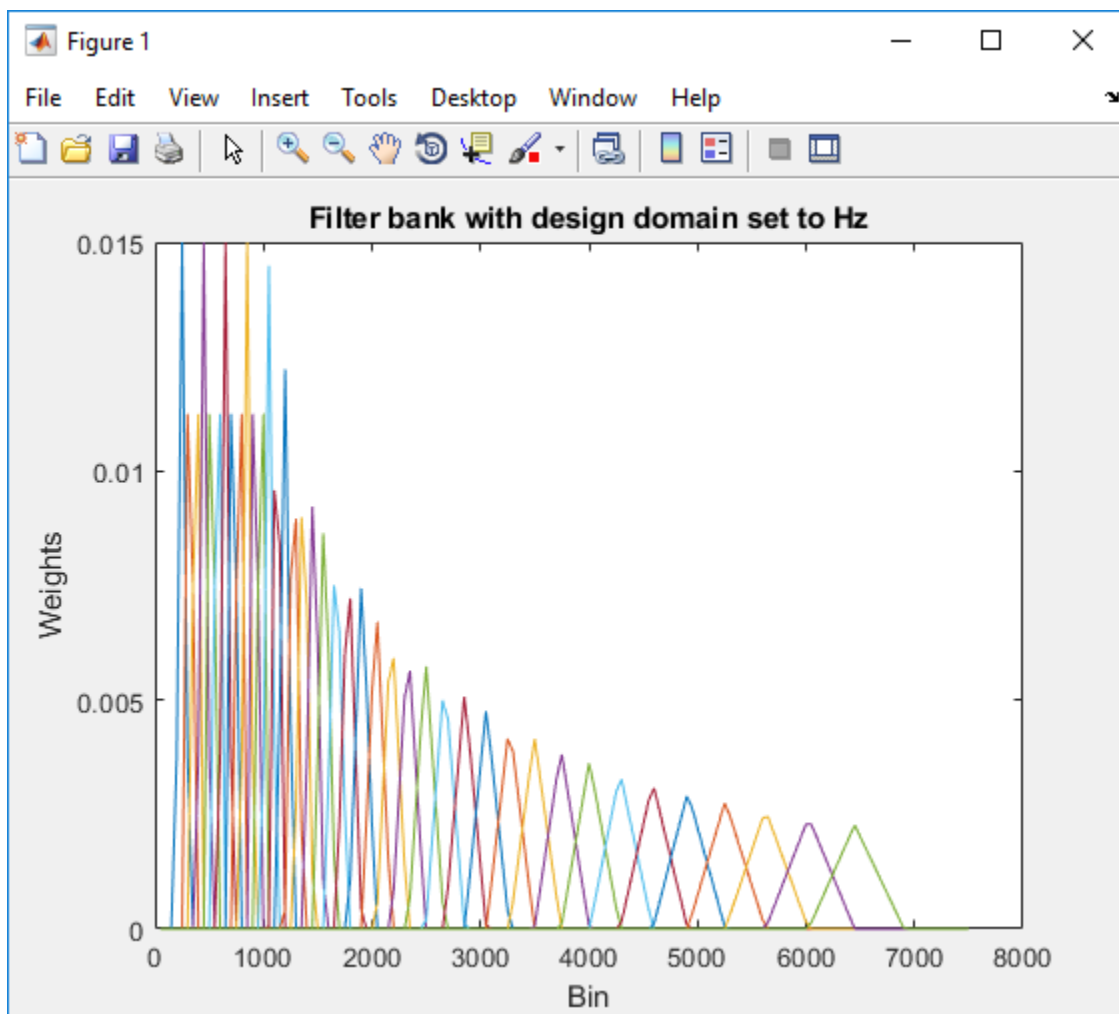 Figure 1
File Edit View Insert Tools Desktop Window Help
Filter bank with design domain set to Hz
0.015
0.01
0.005
0
Weights
0 1000 2000 3000 4000 5000 6000 7000 8000
Bin